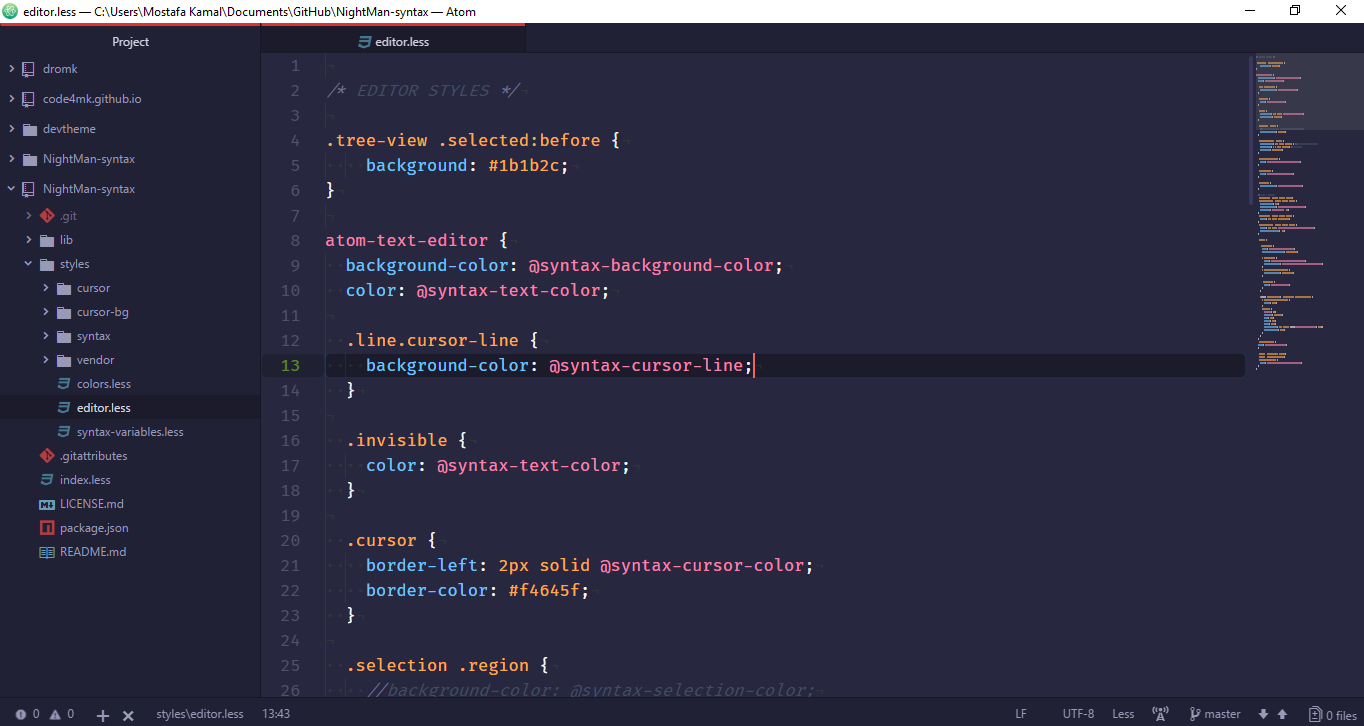 editor.less — C:\Users\Mostafa Kamal\Documents\GitHub\NightMan-syntax — Atom
Project
dromk
code4mk.github.io
devtheme
NightMan-syntax
NightMan-syntax
.git
lib
styles
cursor
cursor-bg
syntax
vendor
colors.less
editor.less
syntax-variables.less
.gitattributes
index.less
LICENSE.md
package.json
README.md
editor.less
1
2 /* EDITOR STYLES */
3
4 .tree-view .selected:before {
5 background: #1b1b2c;
6 }
7
8 atom-text-editor {
9 background-color: @syntax-background-color;
10 color: @syntax-text-color;
11
12 .line.cursor-line {
13 background-color: @syntax-cursor-line;
14 }
15
16 .invisible {
17 color: @syntax-text-color;
18 }
19
20 .cursor {
21 border-left: 2px solid @syntax-cursor-color;
22 border-color: #f4645f;
23 }
24
25 .selection .region {
26 //background-color: @syntax-selection-color;
0 0 styles\editor.less 13:43 LF UTF-8 Less master 0 files